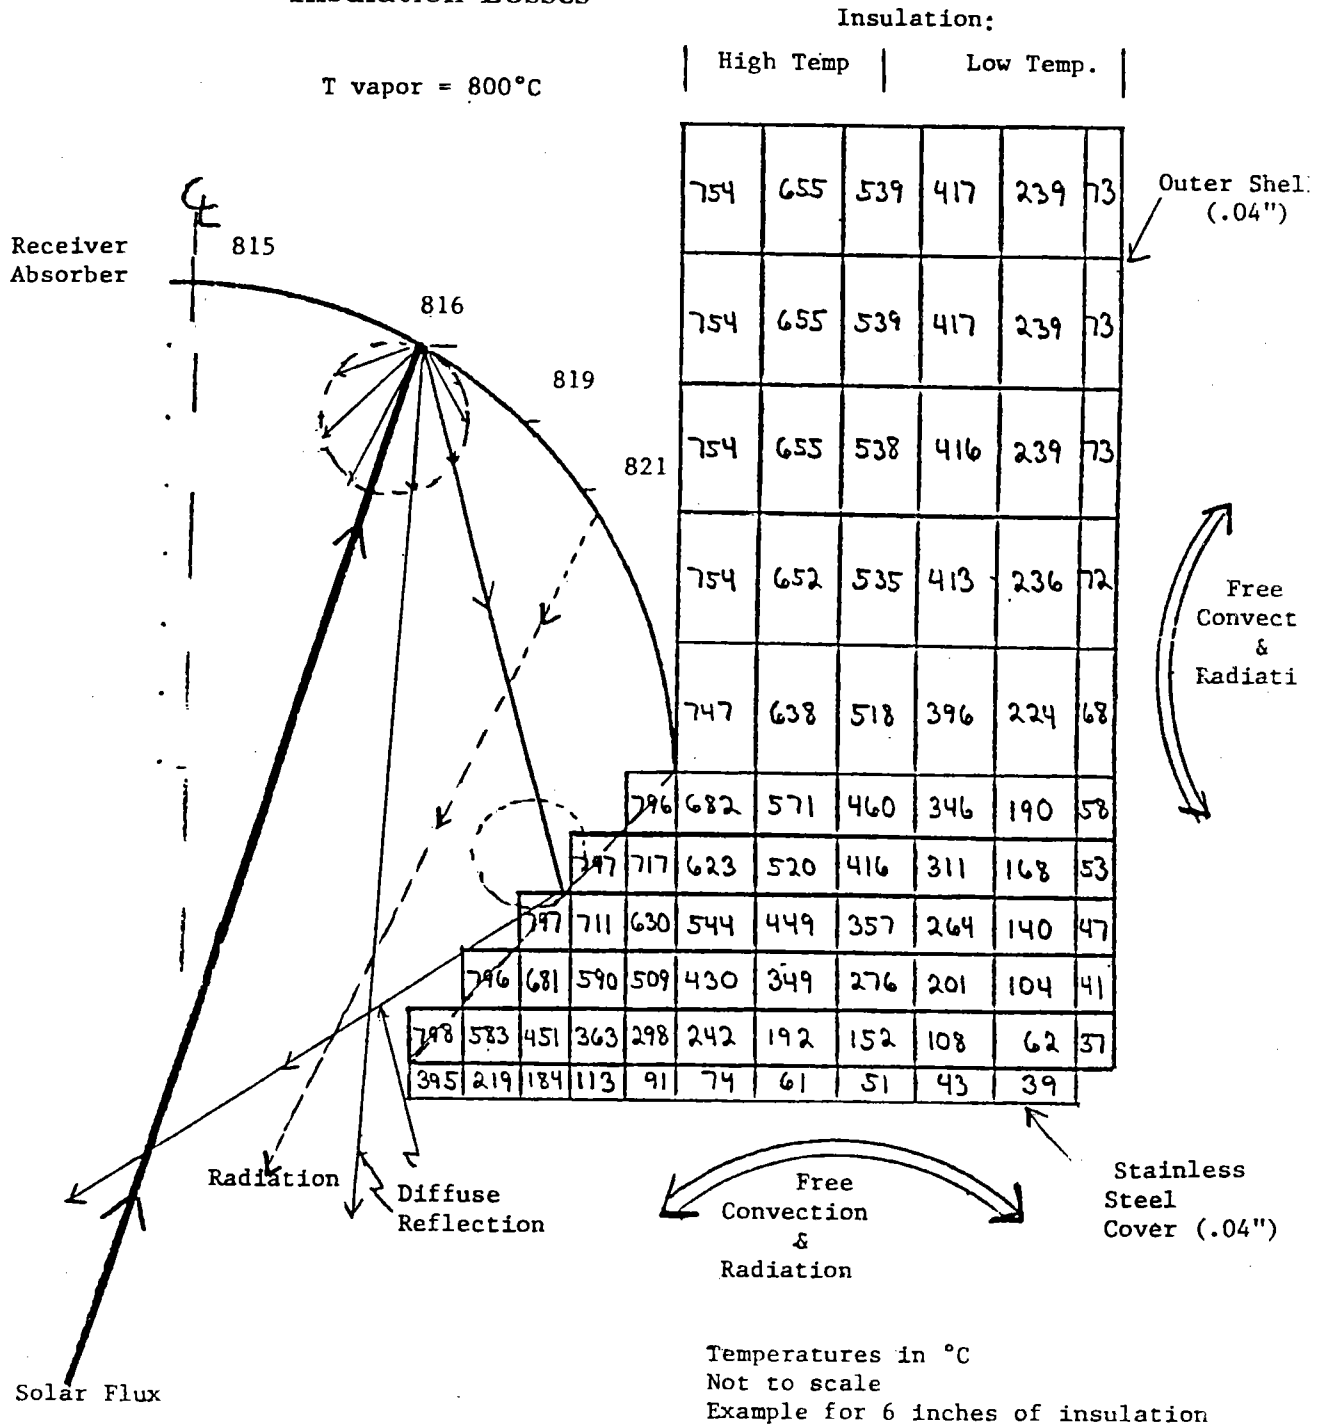 Insulation Losses
Insulation:
High Temp
Low Temp.
T vapor = 800°C
℄
Receiver
Absorber
815
816
819
821
754 655 539 417 239 73
Outer Shel
(.04")
754 655 539 417 239 73
754 655 538 416 239 73
754 652 535 413 236 72
Free
Convect
&
Radiati
747 638 518 396 224 68
796 682 571 460 346 190 58
797 717 623 520 416 311 168 53
797 711 630 544 449 357 264 140 47
796 681 590 509 430 349 276 201 104 41
798 583 451 363 298 242 192 152 108 62 37
395 219 184 113 91 74 61 51 43 39
Radiation
Diffuse
Reflection
Free
Convection
&
Radiation
Stainless
Steel
Cover (.04")
Solar Flux
Temperatures in °C
Not to scale
Example for 6 inches of insulation